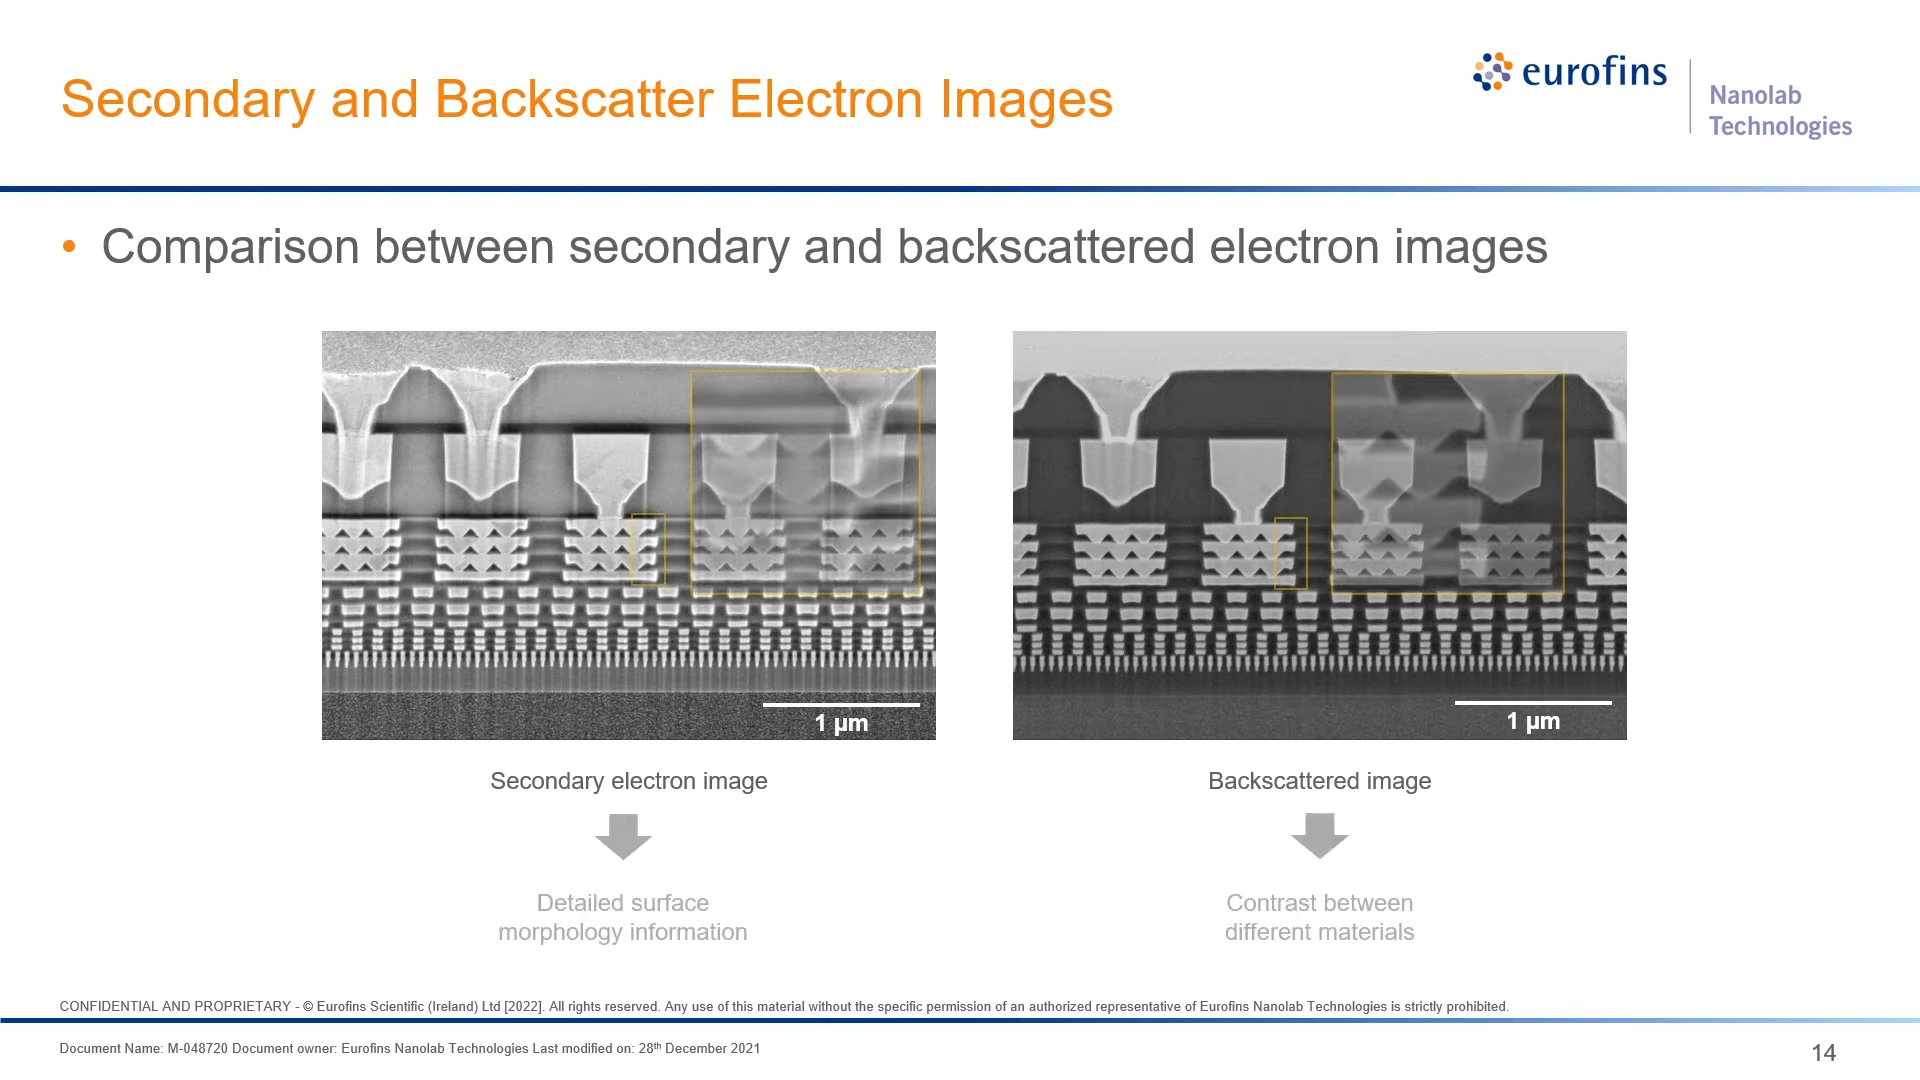 Secondary and Backscatter Electron Images
eurofins
Nanolab
Technologies
• Comparison between secondary and backscattered electron images
1 µm
1 µm
Secondary electron image
Backscattered image
Detailed surface
morphology information
Contrast between
different materials
CONFIDENTIAL AND PROPRIETARY - © Eurofins Scientific (Ireland) Ltd [2022]. All rights reserved. Any use of this material without the specific permission of an authorized representative of Eurofins Nanolab Technologies is strictly prohibited.
Document Name: M-048720 Document owner: Eurofins Nanolab Technologies Last modified on: 28th December 2021
14